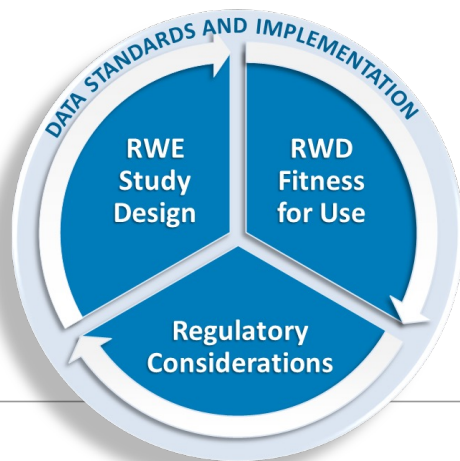 DATA STANDARDS AND IMPLEMENTATION
RWE
Study
Design
RWD
Fitness
for Use
Regulatory
Considerations